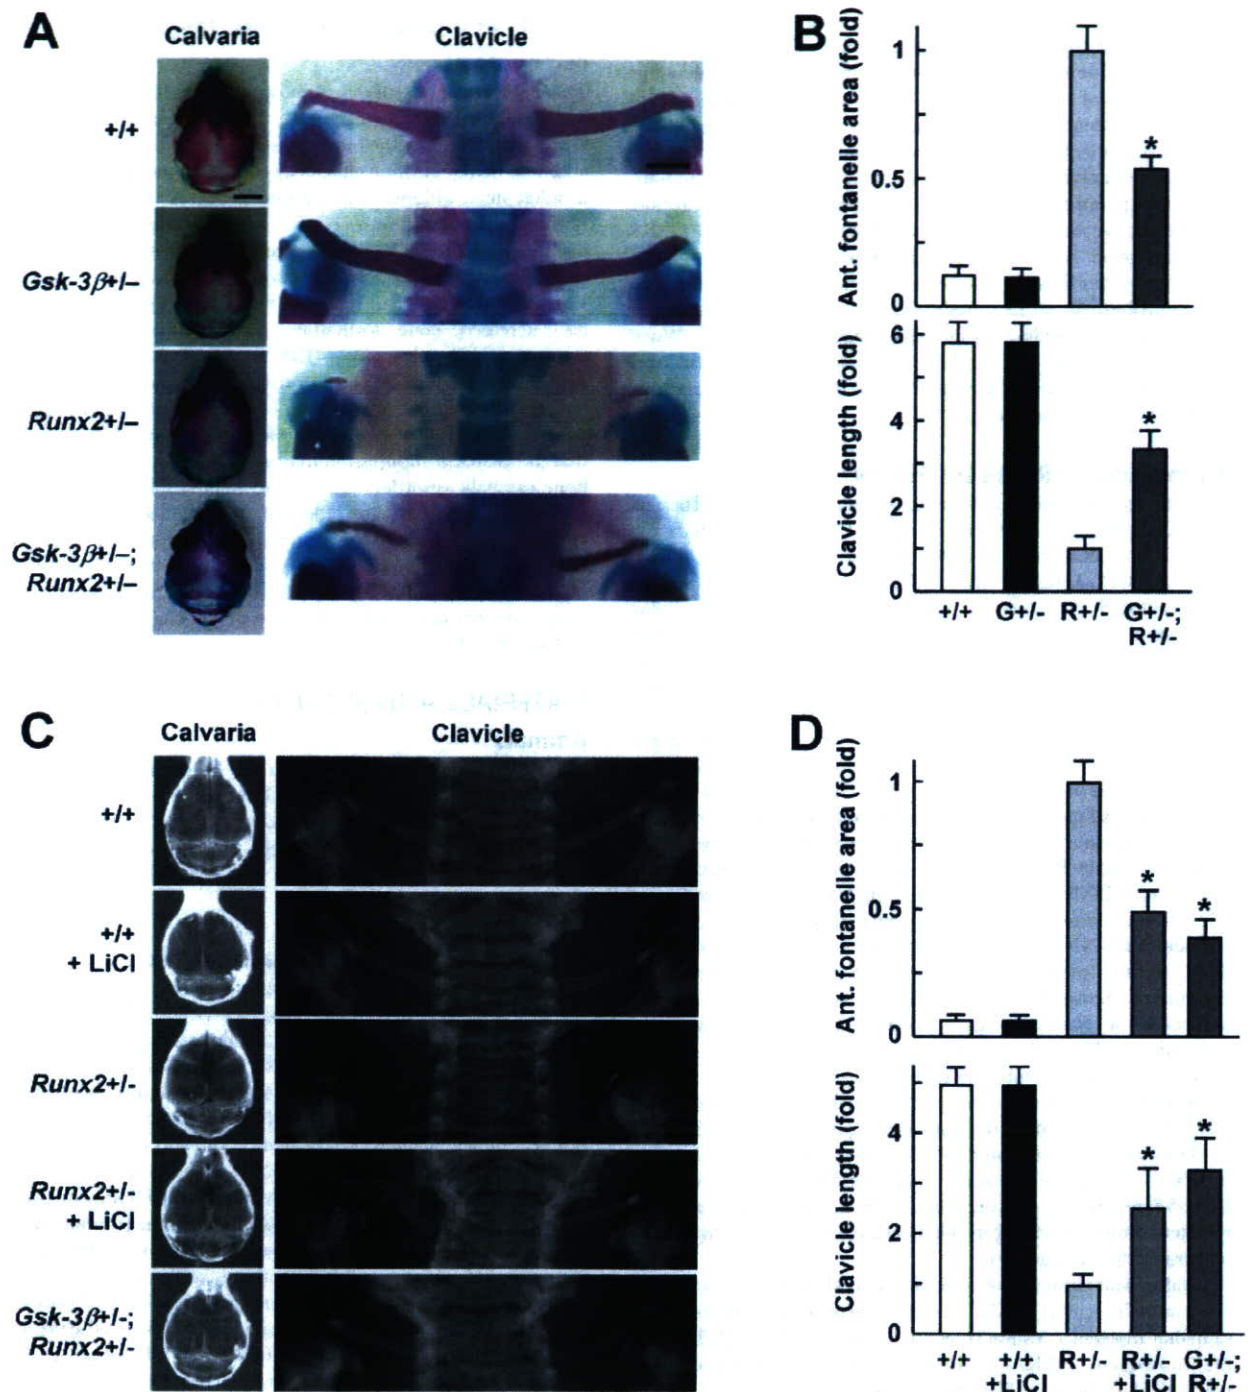 A
Calvaria
Clavicle
+/+
Gsk-3β+/–
Runx2+/–
Gsk-3β+/–;
Runx2+/–
B
Ant. fontanelle area (fold)
1
0.5
0
*
Clavicle length (fold)
6
4
2
0
*
+/+
G+/-
R+/-
G+/-;
R+/-
C
Calvaria
Clavicle
+/+
+/+
+ LiCl
Runx2+/-
Runx2+/-
+ LiCl
Gsk-3β+/-;
Runx2+/-
D
Ant. fontanelle area (fold)
1
0.5
0
*
*
Clavicle length (fold)
4
2
0
*
*
+/+
+/+
+LiCl
R+/-
R+/-
+LiCl
G+/-;
R+/-